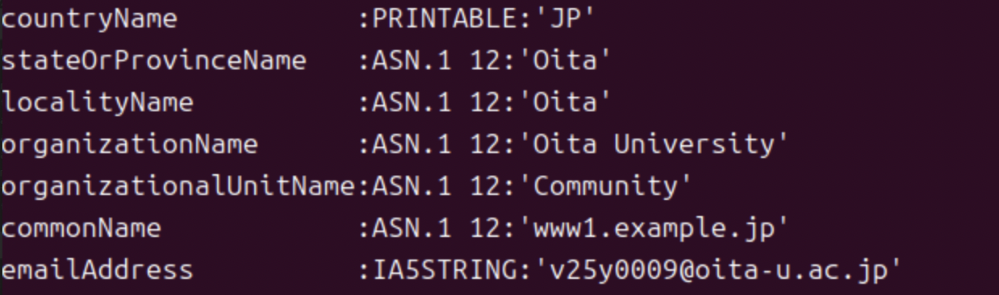 countryName           :PRINTABLE:'JP'
stateOrProvinceName   :ASN.1 12:'Oita'
localityName          :ASN.1 12:'Oita'
organizationName      :ASN.1 12:'Oita University'
organizationalUnitName:ASN.1 12:'Community'
commonName            :ASN.1 12:'www1.example.jp'
emailAddress          :IA5STRING:'v25y0009@oita-u.ac.jp'